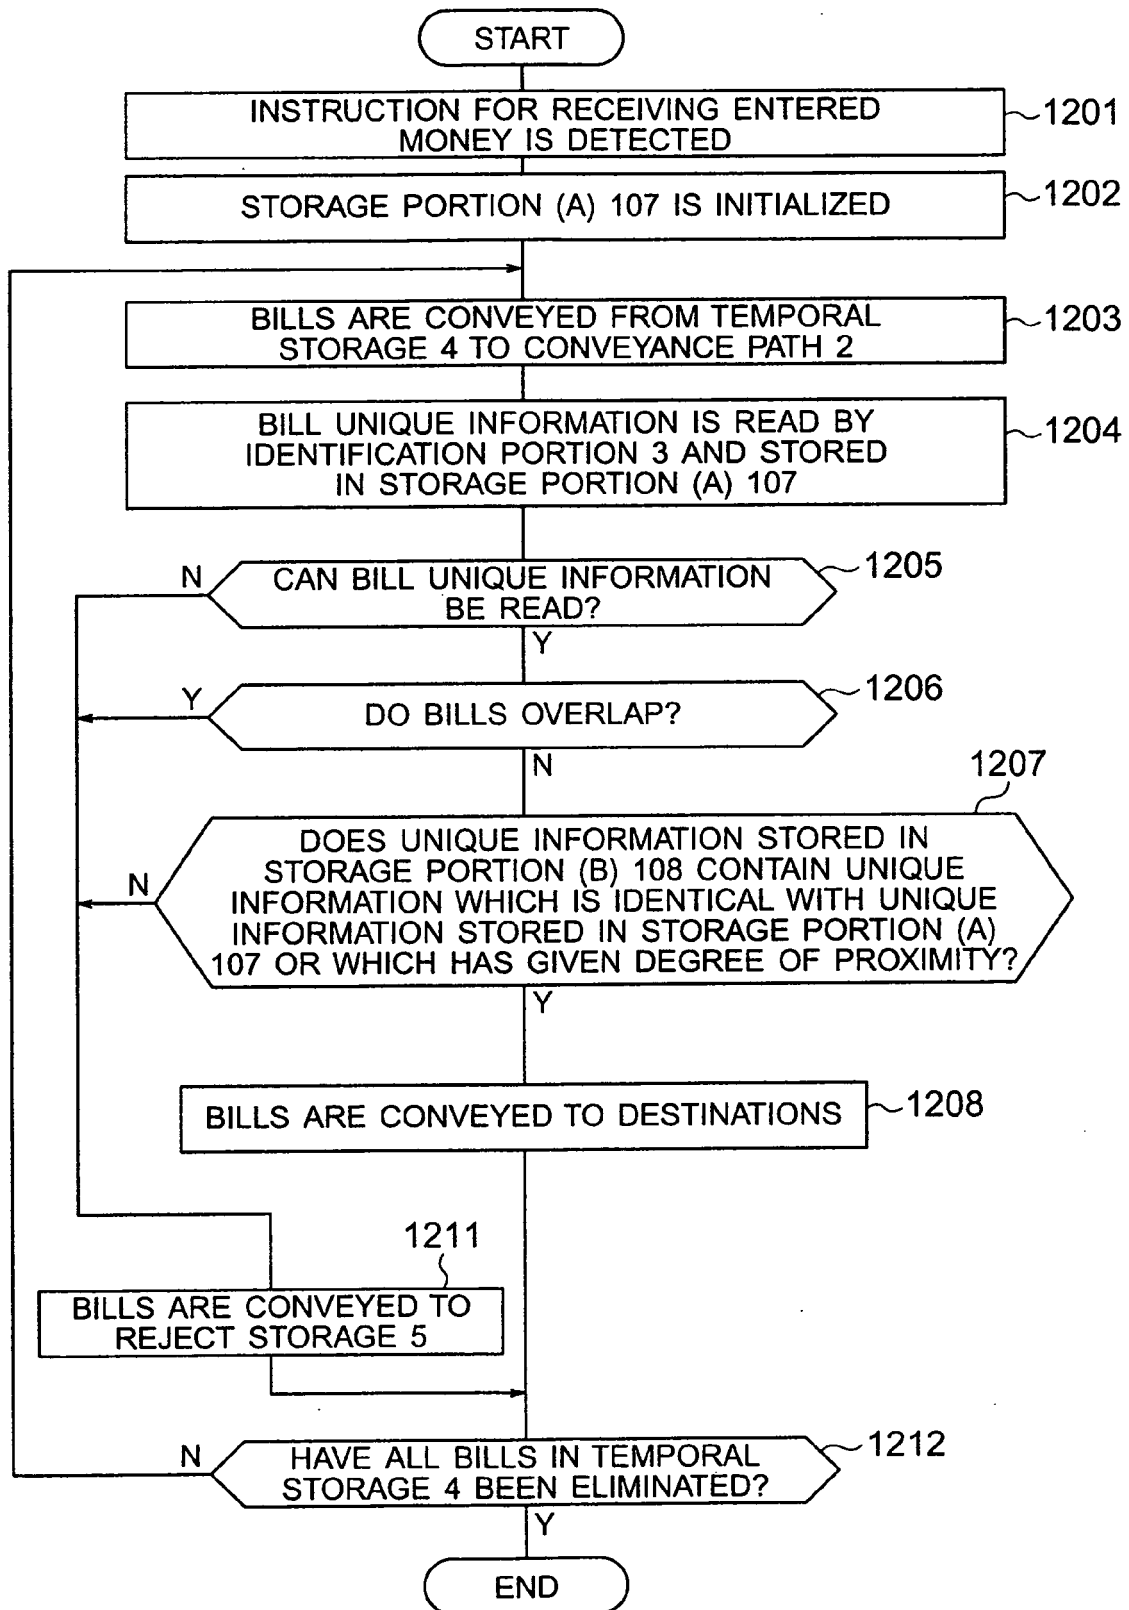 START
INSTRUCTION FOR RECEIVING ENTERED
MONEY IS DETECTED
1201
STORAGE PORTION (A) 107 IS INITIALIZED
1202
BILLS ARE CONVEYED FROM TEMPORAL
STORAGE 4 TO CONVEYANCE PATH 2
1203
BILL UNIQUE INFORMATION IS READ BY
IDENTIFICATION PORTION 3 AND STORED
IN STORAGE PORTION (A) 107
1204
N
CAN BILL UNIQUE INFORMATION
BE READ?
1205
Y
Y
DO BILLS OVERLAP?
1206
N
1207
N
DOES UNIQUE INFORMATION STORED IN
STORAGE PORTION (B) 108 CONTAIN UNIQUE
INFORMATION WHICH IS IDENTICAL WITH UNIQUE
INFORMATION STORED IN STORAGE PORTION (A)
107 OR WHICH HAS GIVEN DEGREE OF PROXIMITY?
Y
BILLS ARE CONVEYED TO DESTINATIONS
1208
1211
BILLS ARE CONVEYED TO
REJECT STORAGE 5
N
HAVE ALL BILLS IN TEMPORAL
STORAGE 4 BEEN ELIMINATED?
1212
Y
END